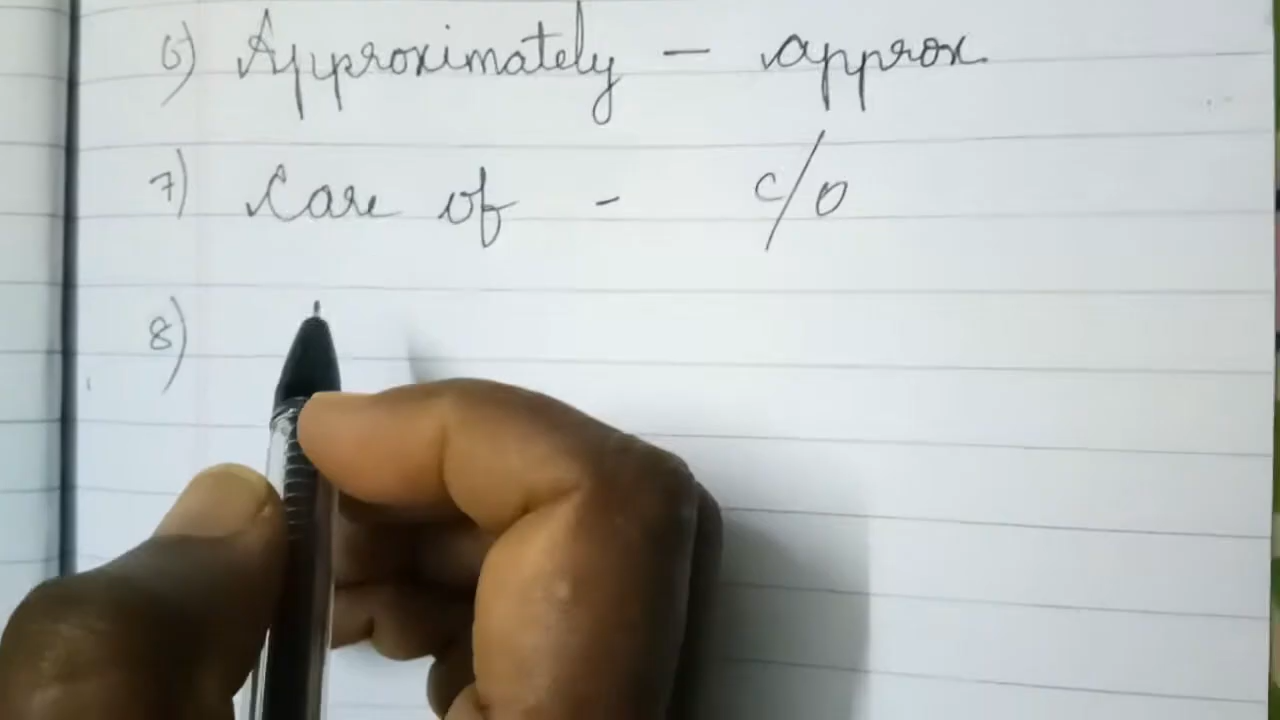 6) Approximately - approx.
7) Care of - c/o
8)